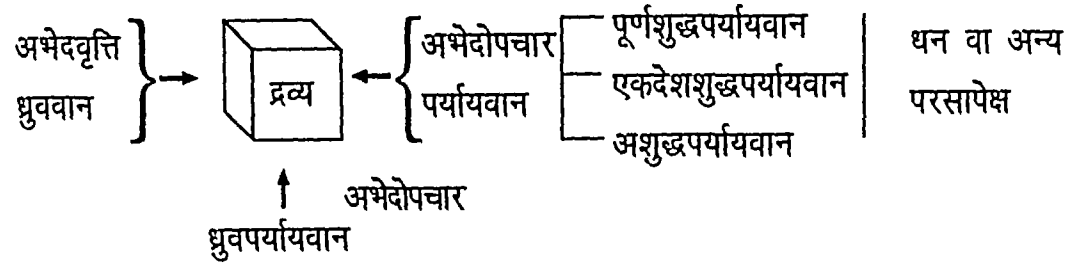 अभेदवृत्ति
ध्रुववान
द्रव्य
अभेदोपचार
पर्यायवान
पूर्णशुद्धपर्यायवान
एकदेशशुद्धपर्यायवान
अशुद्धपर्यायवान
धन वा अन्य
परसापेक्ष
अभेदोपचार
ध्रुवपर्यायवान